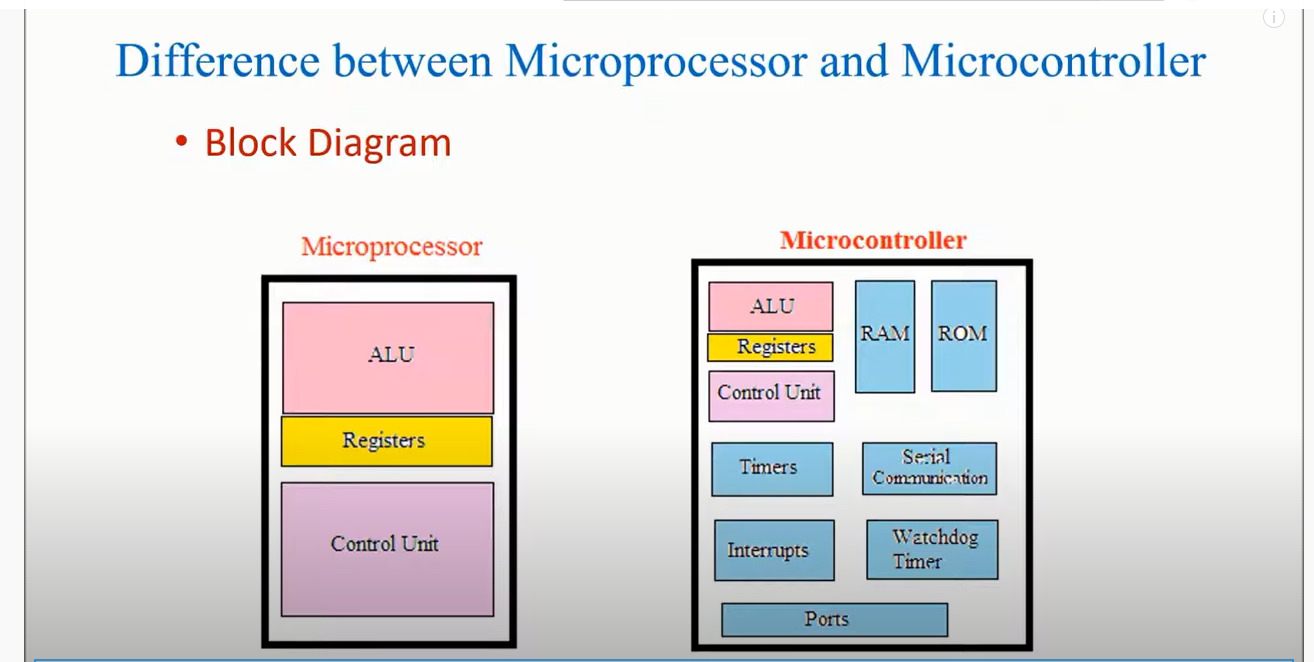 Difference between Microprocessor and Microcontroller
• Block Diagram
Microprocessor
ALU
Registers
Control Unit
Microcontroller
ALU
Registers
Control Unit
RAM
ROM
Timers
Serial
Communication
Interrupts
Watchdog
Timer
Ports